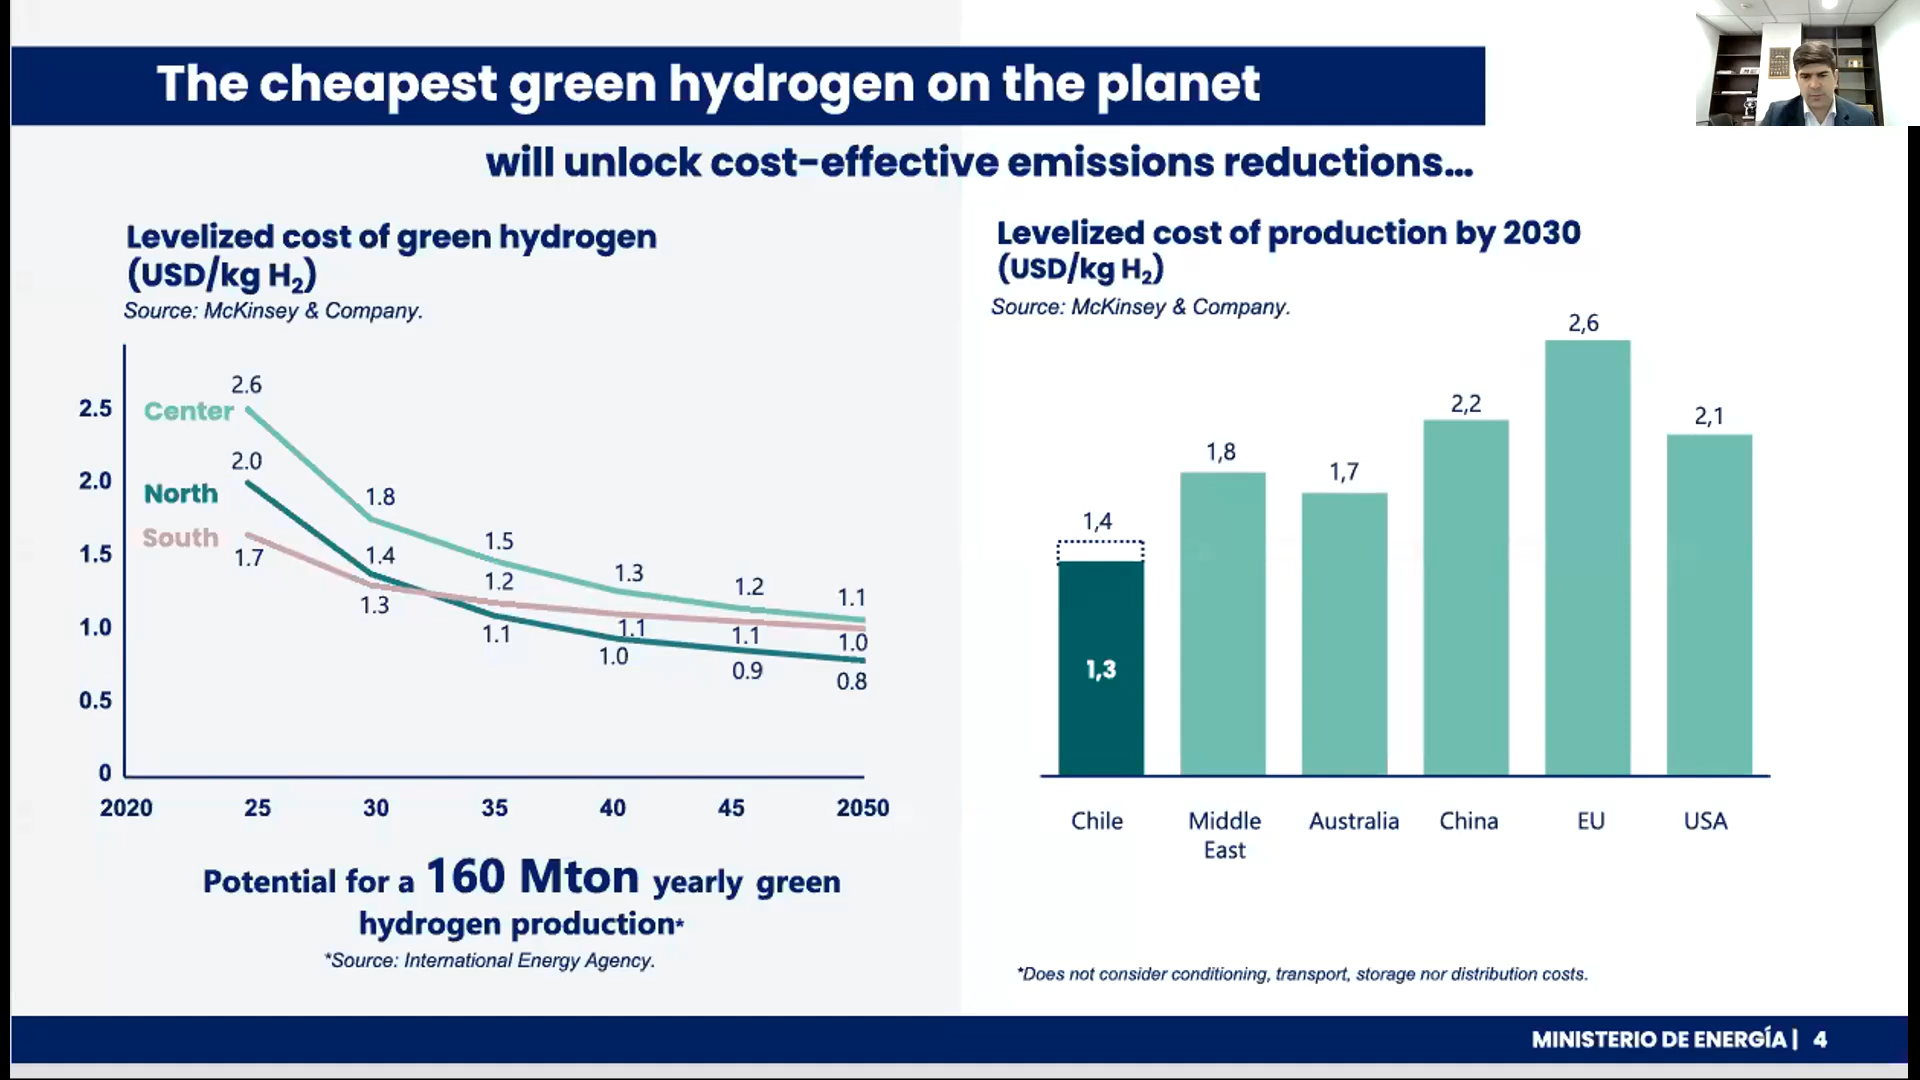 The cheapest green hydrogen on the planet
will unlock cost-effective emissions reductions...
Levelized cost of green hydrogen
(USD/kg H₂)
Source: McKinsey & Company.
2.5
2.0
1.5
1.0
0.5
0
Center
North
South
2.6
1.8
1.5
1.3
1.2
1.1
2.0
1.4
1.1
1.0
0.9
0.8
1.7
1.3
1.2
1.1
1.1
1.0
2020 25 30 35 40 45 2050
Potential for a 160 Mton yearly green
hydrogen production*
*Source: International Energy Agency.
Levelized cost of production by 2030
(USD/kg H₂)
Source: McKinsey & Company.
1,4
1,3
1,8
1,7
2,2
2,6
2,1
Chile Middle Australia China EU USA
East
*Does not consider conditioning, transport, storage nor distribution costs.
MINISTERIO DE ENERGÍA | 4